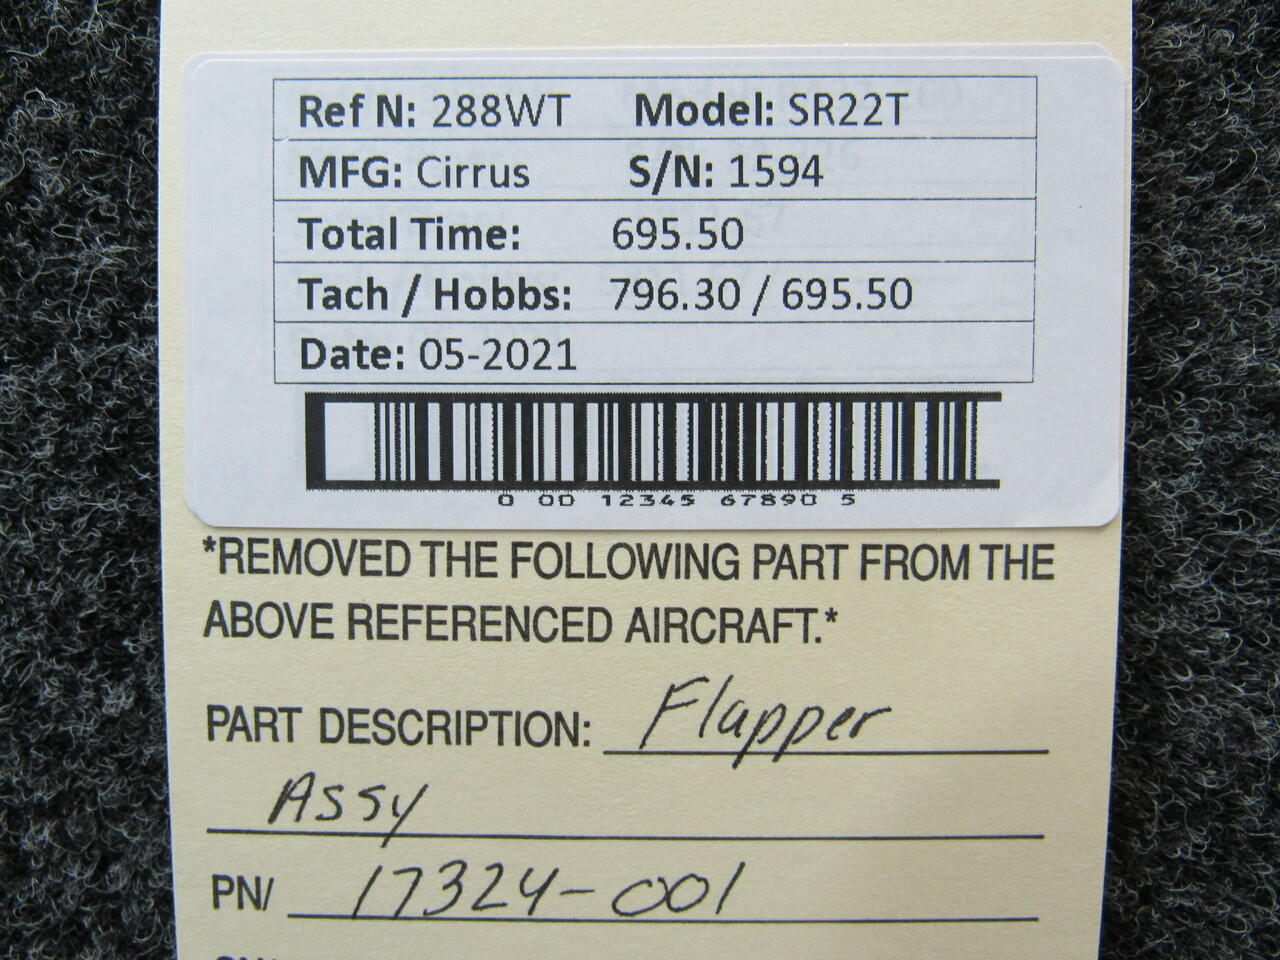 Ref N: 288WT Model: SR22T
MFG: Cirrus S/N: 1594
Total Time: 695.50
Tach / Hobbs: 796.30 / 695.50
Date: 05-2021
0 00 12345 67890 5
*REMOVED THE FOLLOWING PART FROM THE
ABOVE REFERENCED AIRCRAFT.*
PART DESCRIPTION: Flapper
Assy
PN/ 17324-001